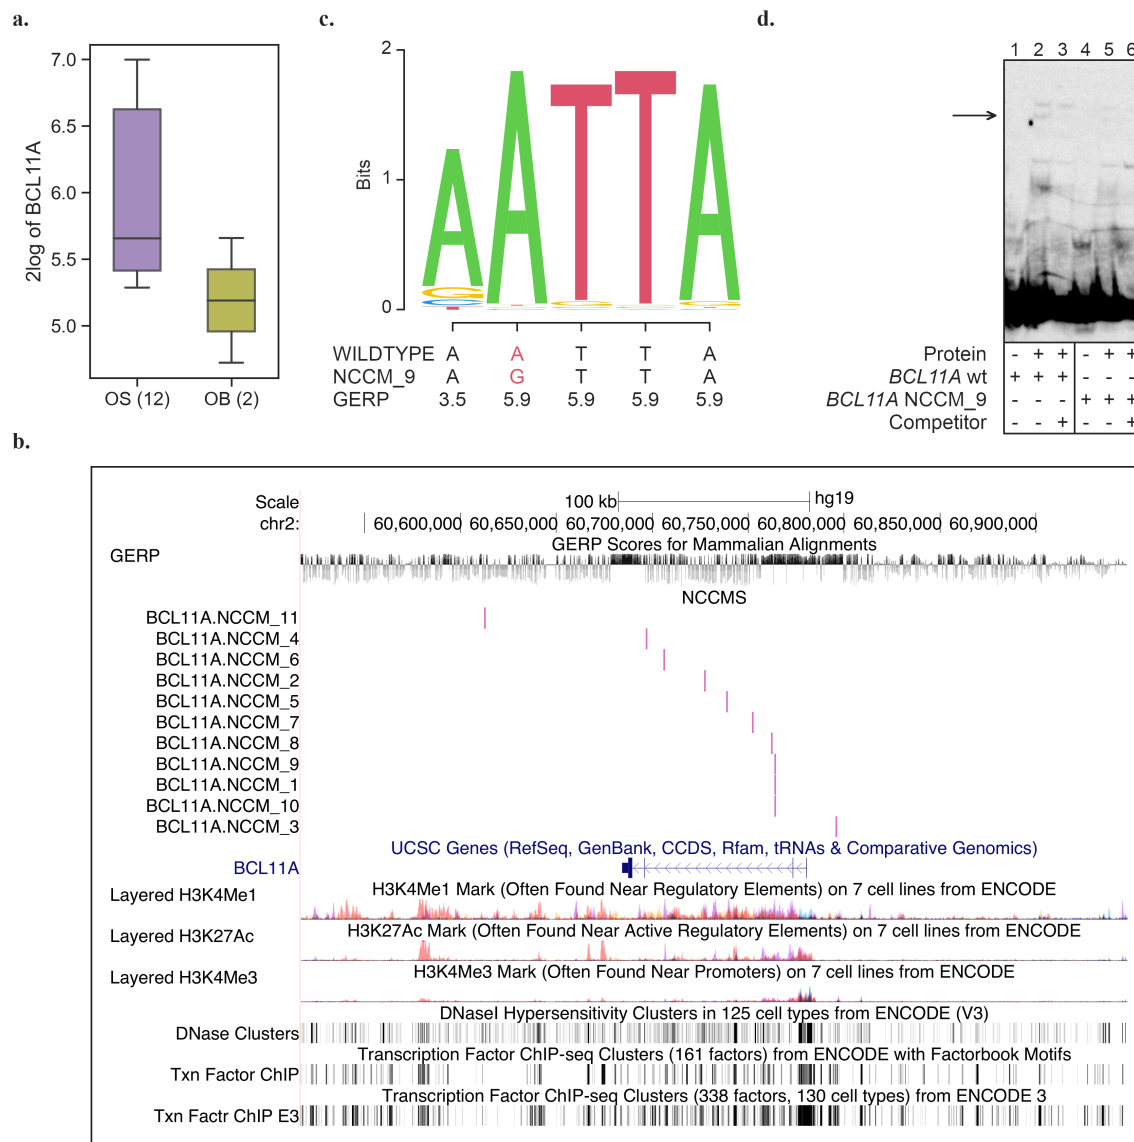 a.
c.
d.
7.0
6.5
6.0
5.5
5.0
2log of BCL11A
OS (12)
OB (2)
2
1
0
Bits
A A T T A
G
C
WILDTYPE A A T T A
NCCM_9 A G T T A
GERP 3.5 5.9 5.9 5.9 5.9
1 2 3 4 5 6
Protein - + + - + +
BCL11A wt + + + - - -
BCL11A NCCM_9 - - - + + +
Competitor - - + - - +
b.
Scale 100 kb hg19
chr2: 60,600,000 60,650,000 60,700,000 60,750,000 60,800,000 60,850,000 60,900,000
GERP Scores for Mammalian Alignments
GERP
NCCMS
BCL11A.NCCM_11
BCL11A.NCCM_4
BCL11A.NCCM_6
BCL11A.NCCM_2
BCL11A.NCCM_5
BCL11A.NCCM_7
BCL11A.NCCM_8
BCL11A.NCCM_9
BCL11A.NCCM_1
BCL11A.NCCM_10
BCL11A.NCCM_3
UCSC Genes (RefSeq, GenBank, CCDS, Rfam, tRNAs & Comparative Genomics)
BCL11A
H3K4Me1 Mark (Often Found Near Regulatory Elements) on 7 cell lines from ENCODE
Layered H3K4Me1
H3K27Ac Mark (Often Found Near Active Regulatory Elements) on 7 cell lines from ENCODE
Layered H3K27Ac
H3K4Me3 Mark (Often Found Near Promoters) on 7 cell lines from ENCODE
Layered H3K4Me3
DNaseI Hypersensitivity Clusters in 125 cell types from ENCODE (V3)
DNase Clusters
Transcription Factor ChIP-seq Clusters (161 factors) from ENCODE with Factorbook Motifs
Txn Factor ChIP
Transcription Factor ChIP-seq Clusters (338 factors, 130 cell types) from ENCODE 3
Txn Factr ChIP E3